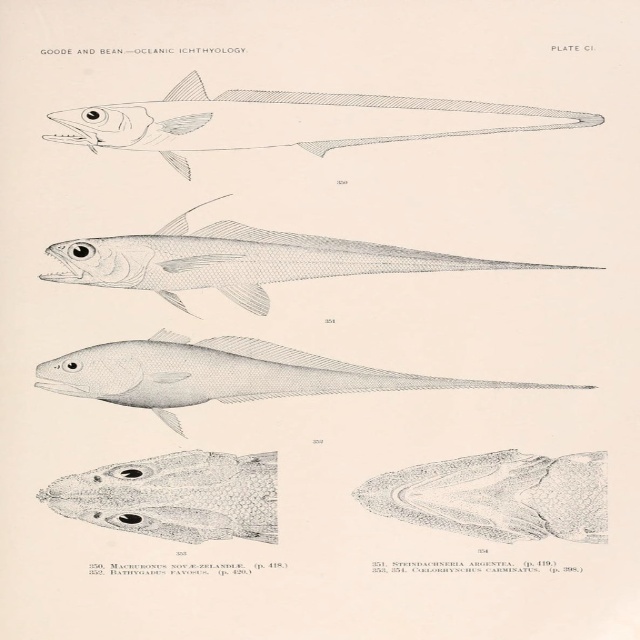 GOODE AND BEAN.—OCEANIC ICHTHYOLOGY.
PLATE CI.
350
351
352
353
354
350. MACRURONUS NOVÆ-ZELANDIÆ. (p. 418.)
352. BATHYGADUS FAVOSUS. (p. 420.)
351. STEINDACHNERIA ARGENTEA. (p. 419.)
353, 354. CŒLORHYNCHUS CARMINATUS. (p. 398.)